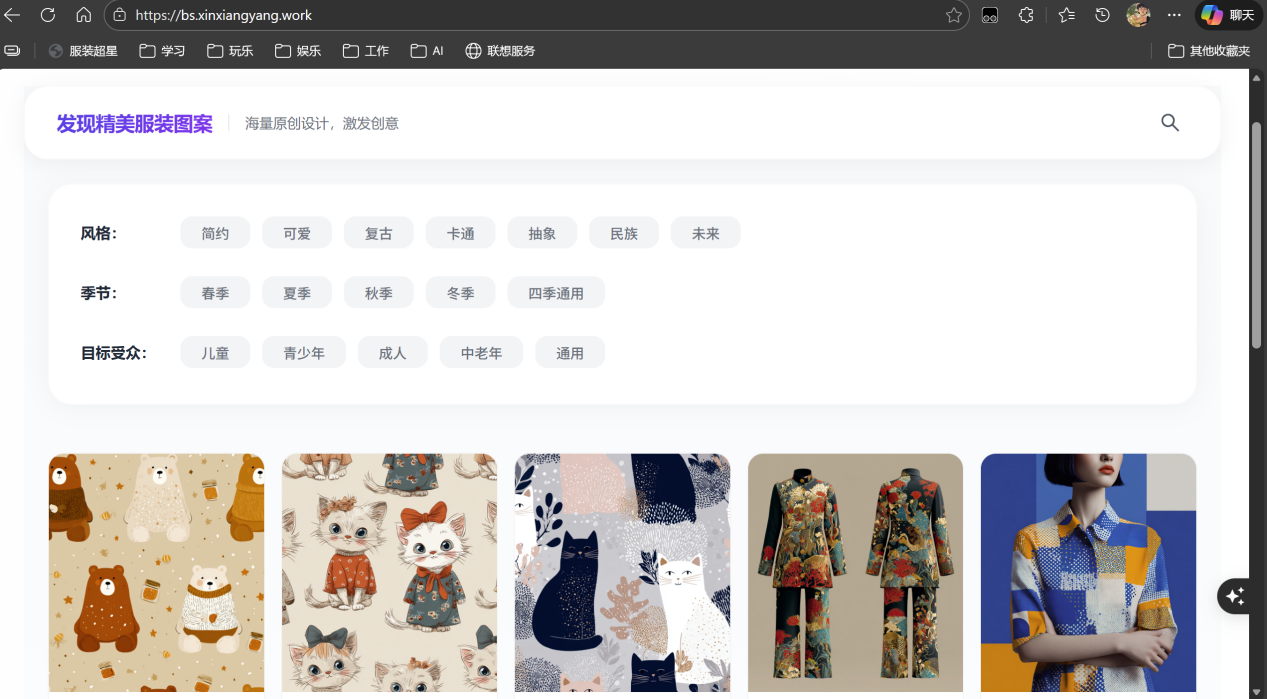 https://bs.xinxiangyang.work
聊天
服装超星 学习 玩乐 娱乐 工作 AI 联想服务 其他收藏夹
发现精美服装图案 海量原创设计，激发创意
风格： 简约 可爱 复古 卡通 抽象 民族 未来
季节： 春季 夏季 秋季 冬季 四季通用
目标受众： 儿童 青少年 成人 中老年 通用